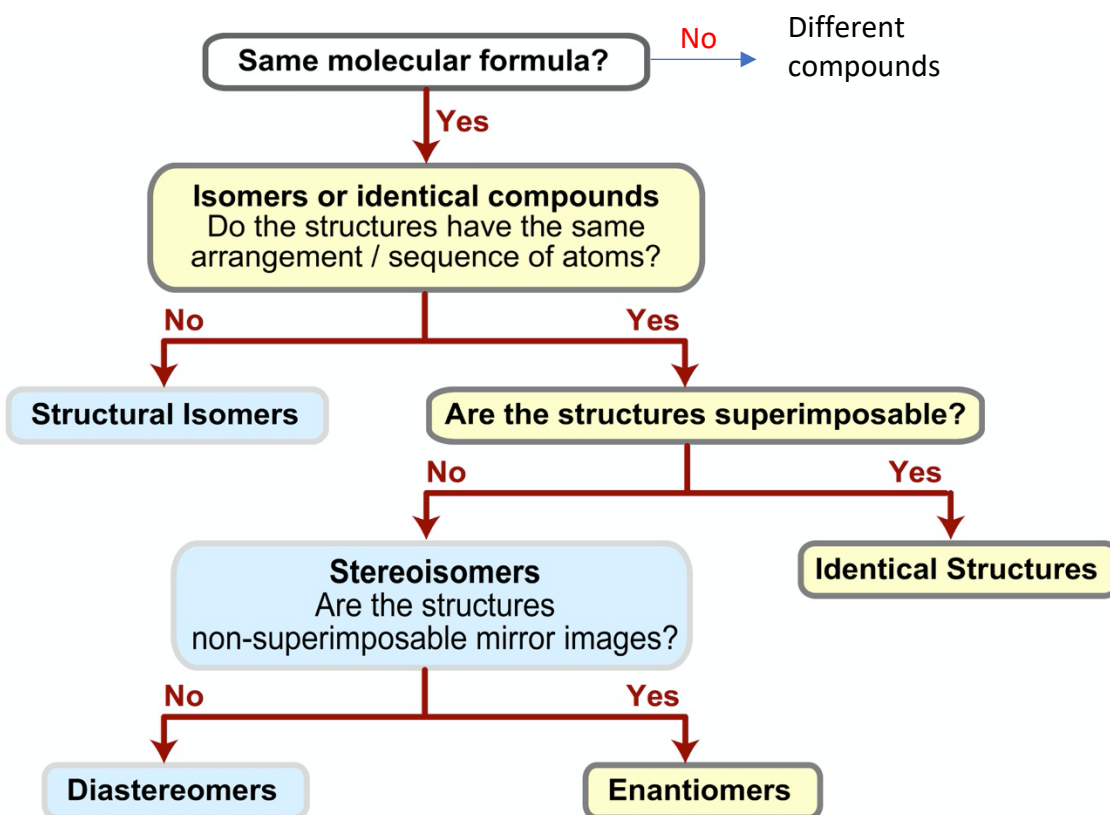 Same molecular formula?
No
Different
compounds
Yes
Isomers or identical compounds
Do the structures have the same
arrangement / sequence of atoms?
No
Yes
Structural Isomers
Are the structures superimposable?
No
Yes
Stereoisomers
Are the structures
non-superimposable mirror images?
Identical Structures
No
Yes
Diastereomers
Enantiomers